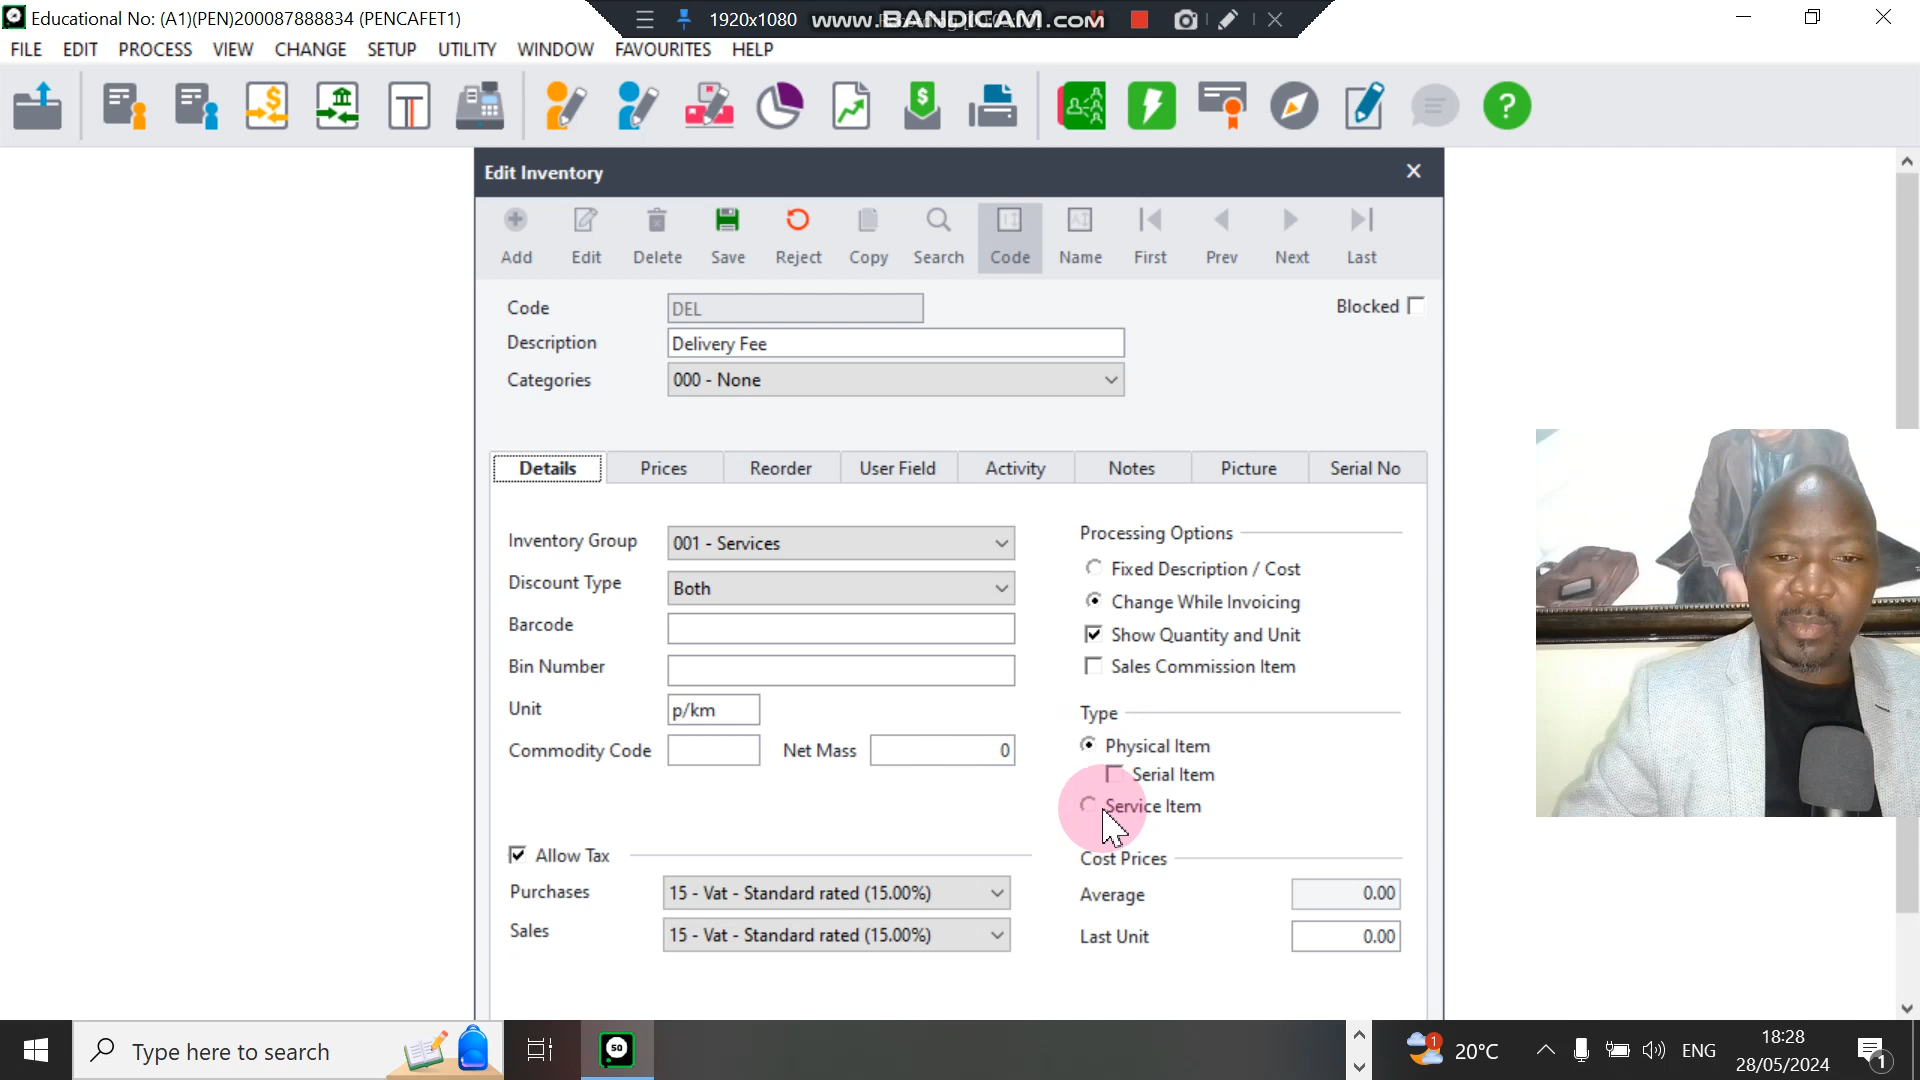 Educational No: (A1)(PEN)200087888834 (PENCAFET1)
1920x1080
www.BANDICAM.com
FILE EDIT PROCESS VIEW CHANGE SETUP UTILITY WINDOW FAVOURITES HELP
Edit Inventory
Add Edit Delete Save Reject Copy Search Code Name First Prev Next Last
Code DEL Blocked
Description Delivery Fee
Categories 000 - None
Details Prices Reorder User Field Activity Notes Picture Serial No
Inventory Group 001 - Services
Discount Type Both
Barcode
Bin Number
Unit p/km
Commodity Code Net Mass 0
Allow Tax
Purchases 15 - Vat - Standard rated (15.00%)
Sales 15 - Vat - Standard rated (15.00%)
Processing Options
Fixed Description / Cost
Change While Invoicing
Show Quantity and Unit
Sales Commission Item
Type
Physical Item
Serial Item
Service Item
Cost Prices
Average 0.00
Last Unit 0.00
Type here to search
50
1
20°C
ENG
18:28
28/05/2024
1